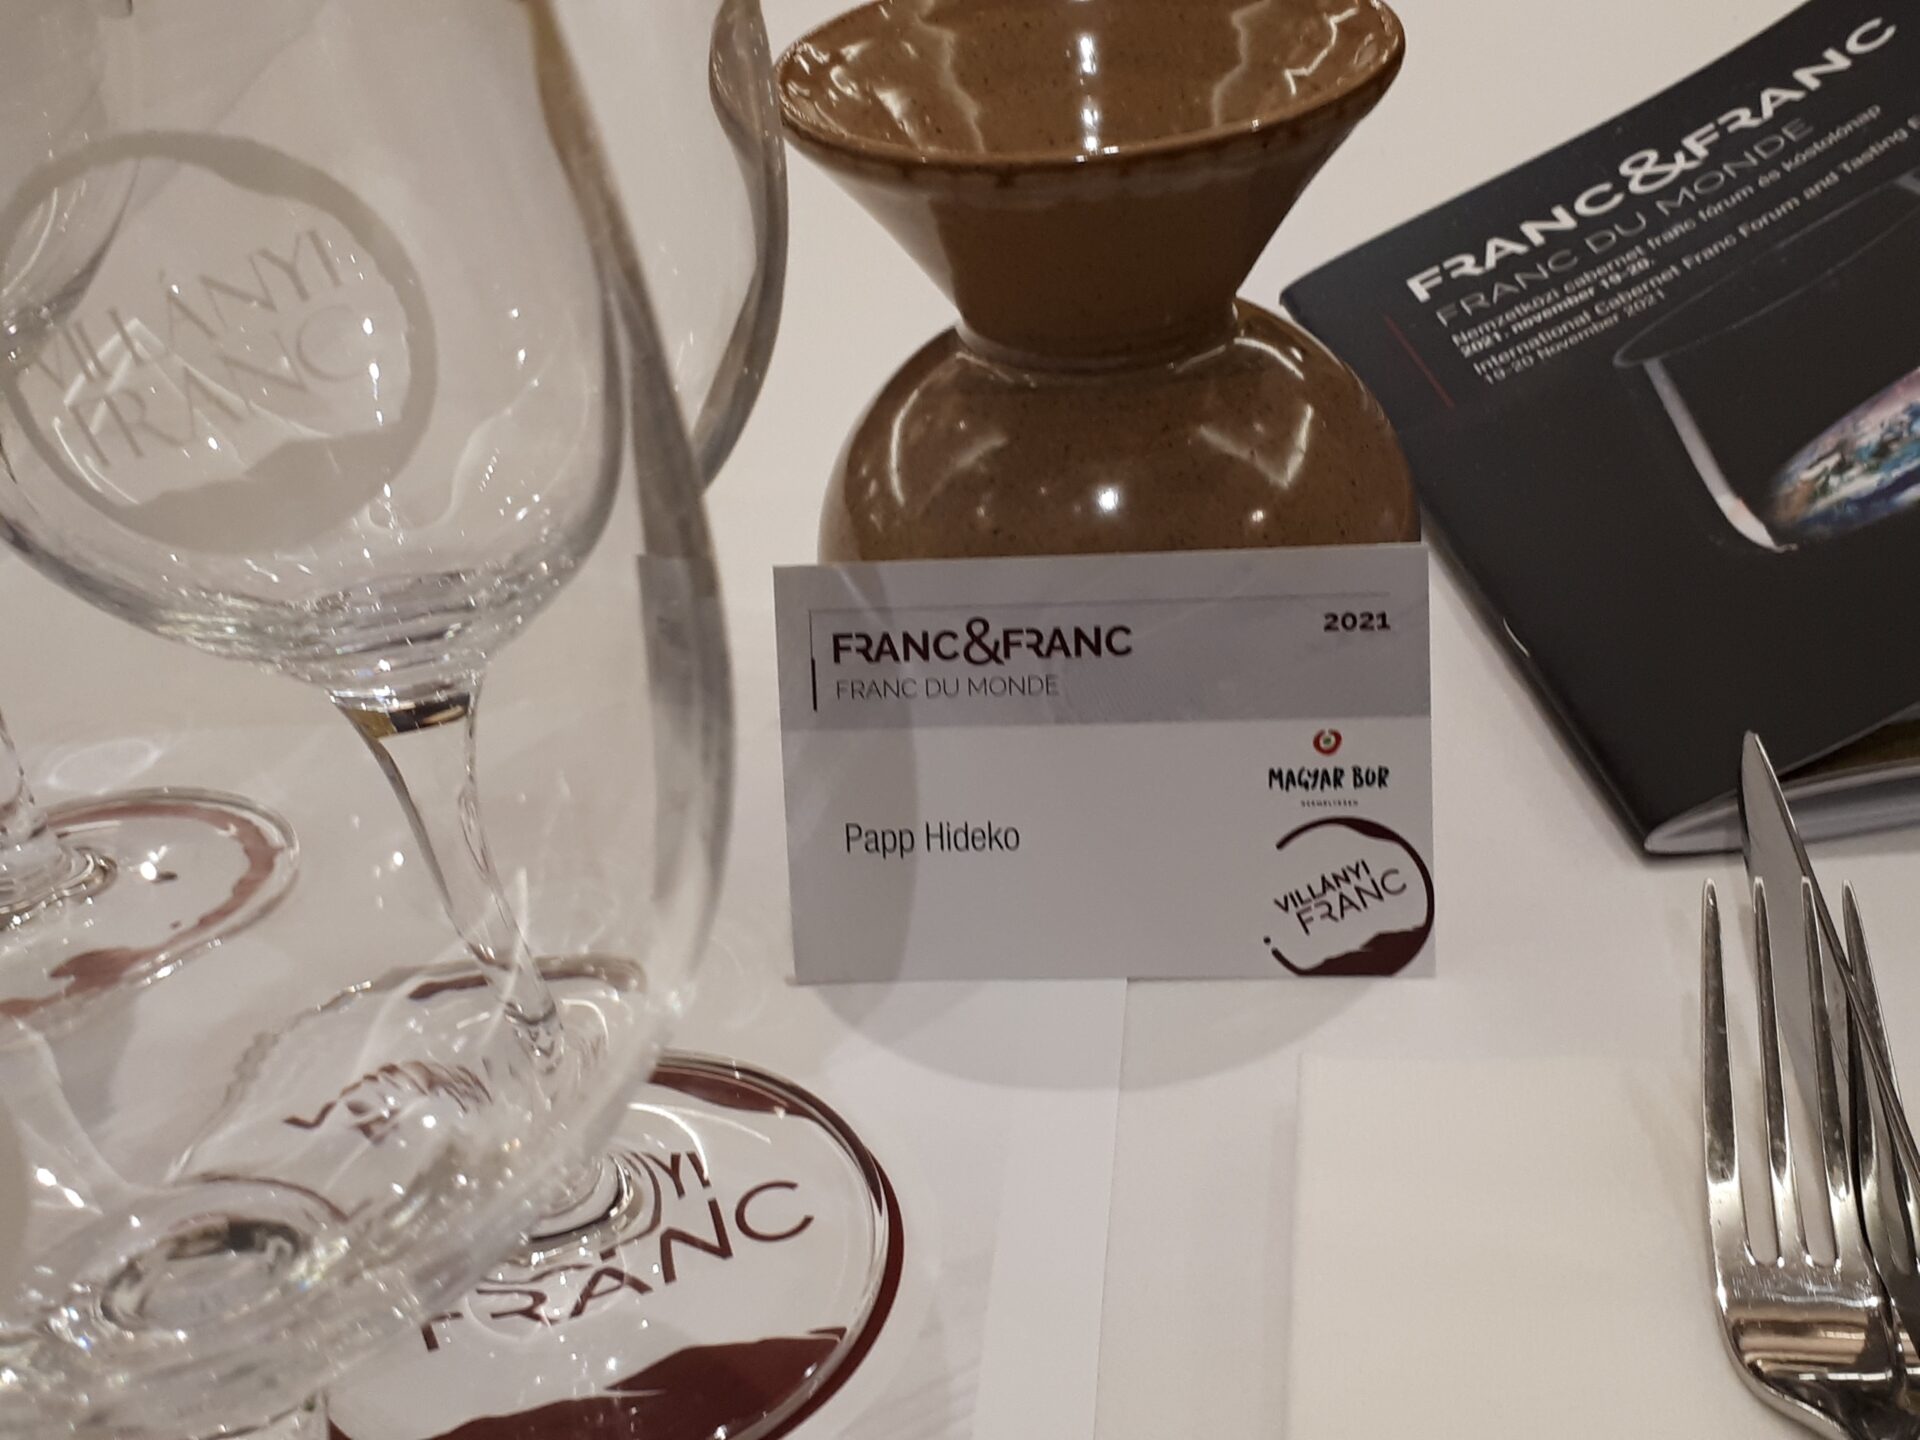 VILLÁNYI
FRANC
FRANC&FRANC
FRANC DU MONDE
Nemzetközi cabernet franc fórum és kóstolónap
2021. november 19-20.
International Cabernet Franc Forum and Tasting
19-20 November 2021
FRANC&FRANC
2021
FRANC DU MONDE
MAGYAR BOR
Papp Hideko
VILLÁNYI
FRANC
YI
FRANC